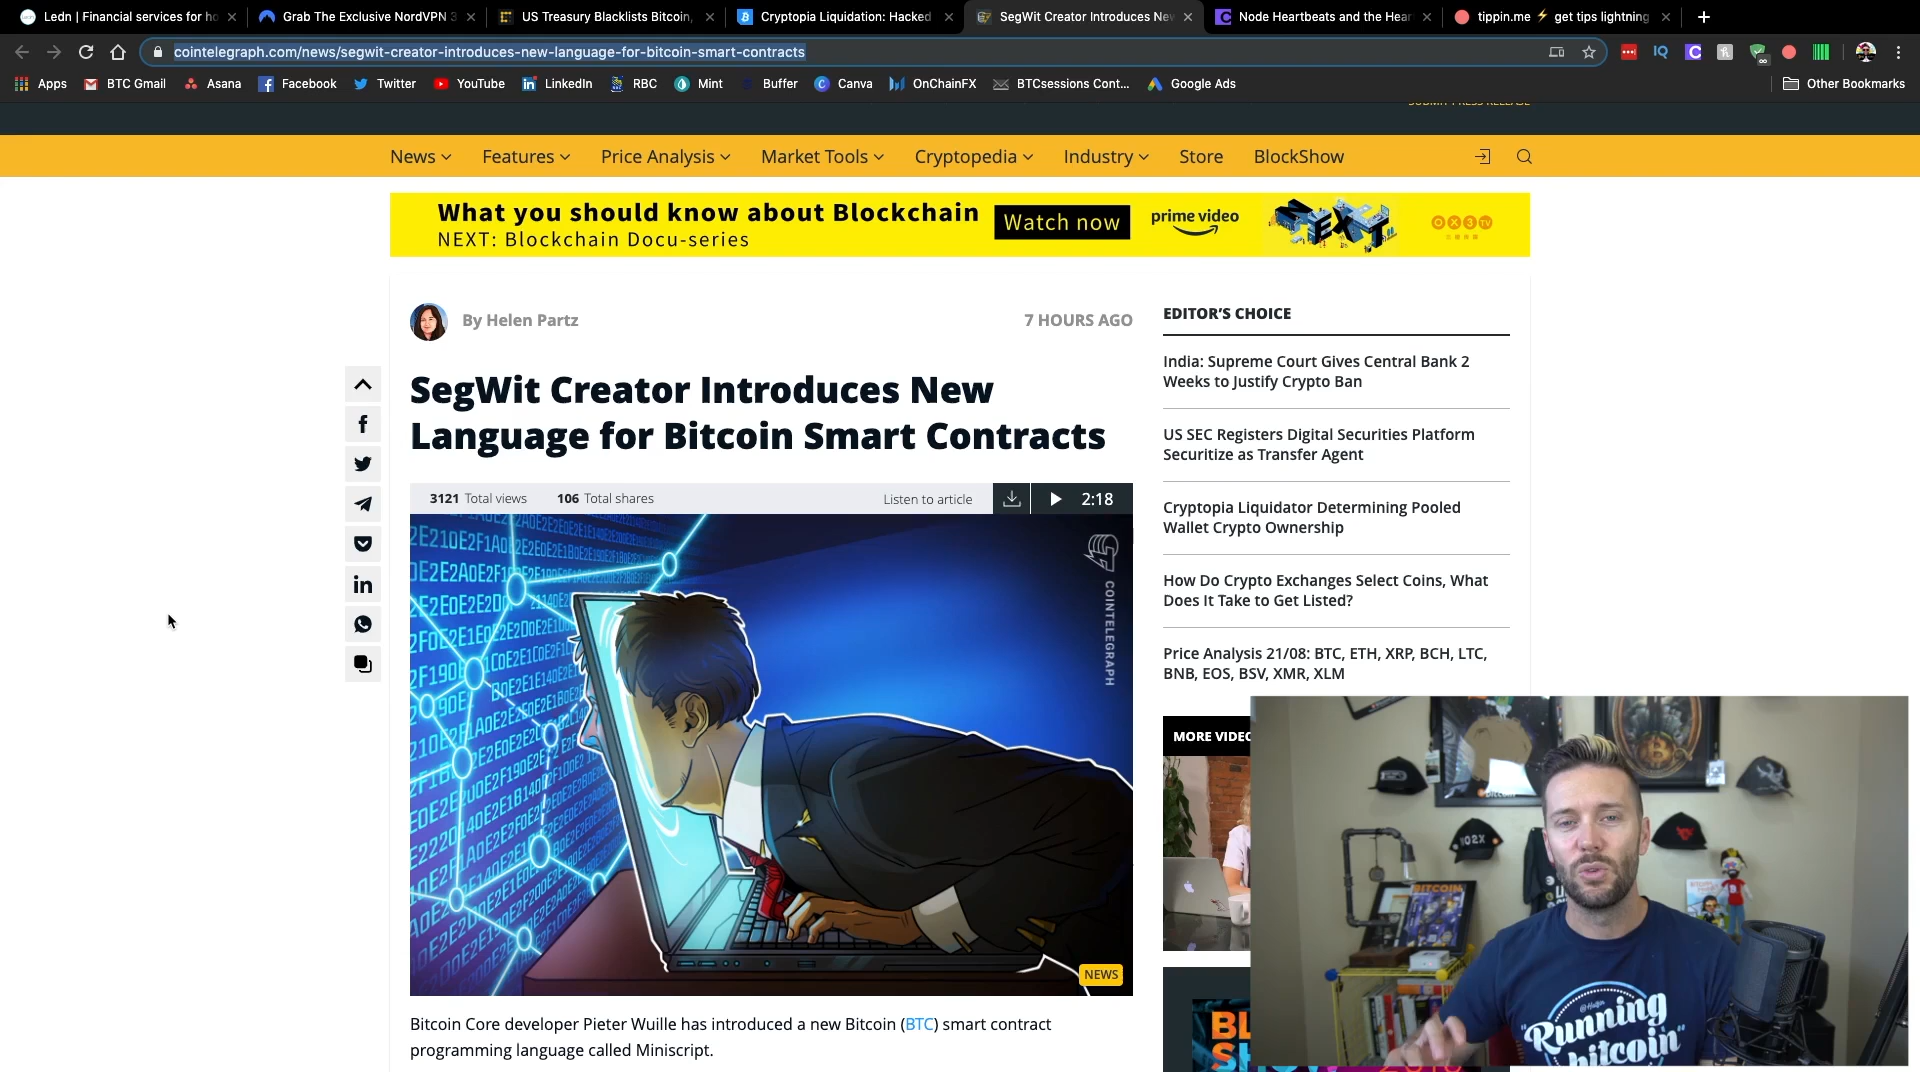 Ledn | Financial services for ho
Grab The Exclusive NordVPN 3
US Treasury Blacklists Bitcoin,
Cryptopia Liquidation: Hacked
SegWit Creator Introduces New
Node Heartbeats and the Hear
tippin.me ⚡ get tips lightning
cointelegraph.com/news/segwit-creator-introduces-new-language-for-bitcoin-smart-contracts
Apps
BTC Gmail
Asana
Facebook
Twitter
YouTube
LinkedIn
RBC
Mint
Buffer
Canva
OnChainFX
BTCsessions Cont...
Google Ads
Other Bookmarks
SUBMIT PRESS RELEASE
News
Features
Price Analysis
Market Tools
Cryptopedia
Industry
Store
BlockShow
What you should know about Blockchain
NEXT: Blockchain Docu-series
Watch now
prime video
NEXT
By Helen Partz
7 HOURS AGO
SegWit Creator Introduces New
Language for Bitcoin Smart Contracts
3121 Total views
106 Total shares
Listen to article
2:18
COINTELEGRAPH
NEWS
Bitcoin Core developer Pieter Wuille has introduced a new Bitcoin (BTC) smart contract
programming language called Miniscript.
EDITOR'S CHOICE
India: Supreme Court Gives Central Bank 2
Weeks to Justify Crypto Ban
US SEC Registers Digital Securities Platform
Securitize as Transfer Agent
Cryptopia Liquidator Determining Pooled
Wallet Crypto Ownership
How Do Crypto Exchanges Select Coins, What
Does It Take to Get Listed?
Price Analysis 21/08: BTC, ETH, XRP, BCH, LTC,
BNB, EOS, BSV, XMR, XLM
MORE VIDEO
BITCOIN
"Running
bitcoin"